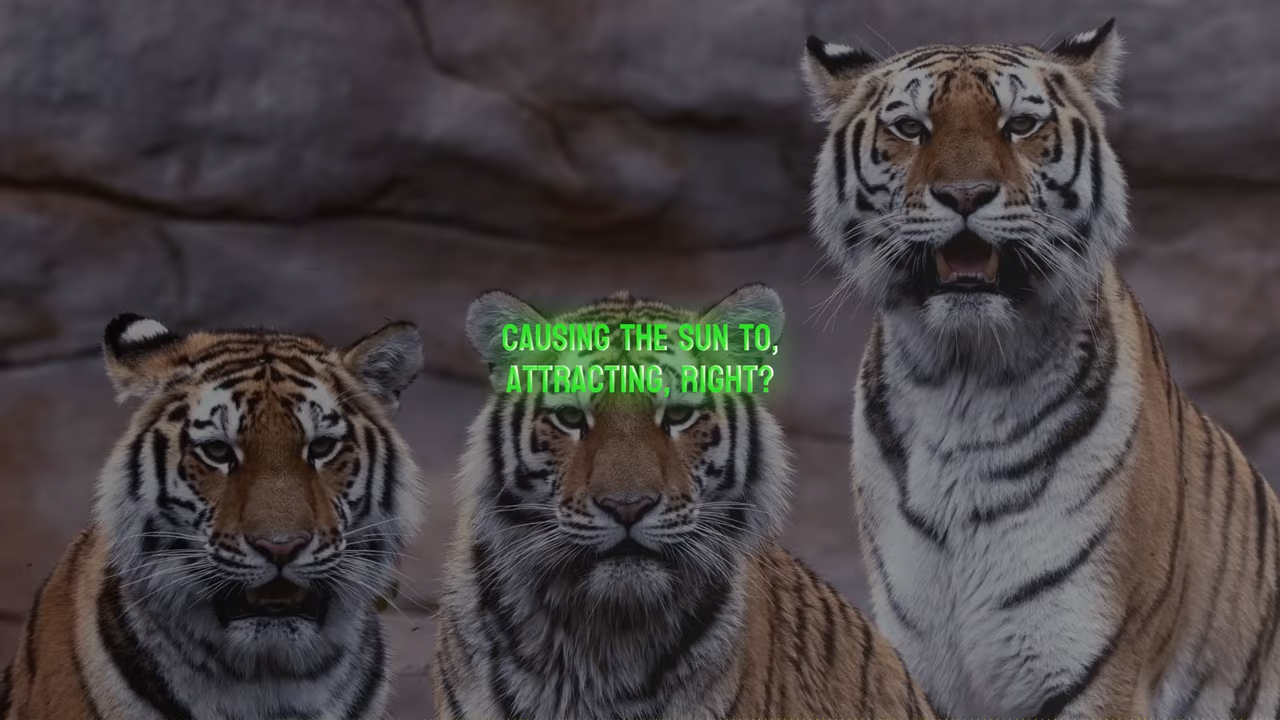 CAUSING THE SUN TO,
ATTRACTING, RIGHT?